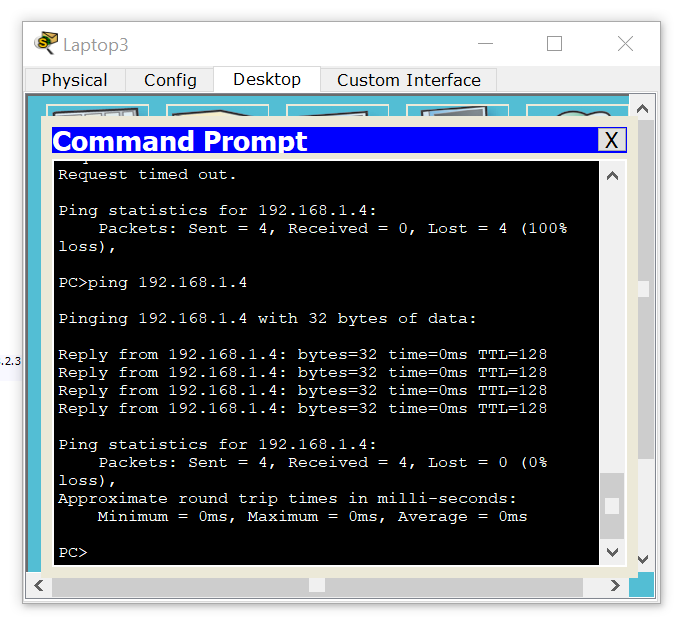 Laptop3
Physical Config Desktop Custom Interface
Command Prompt X
Request timed out.
Ping statistics for 192.168.1.4:
Packets: Sent = 4, Received = 0, Lost = 4 (100%
loss),
PC>ping 192.168.1.4
Pinging 192.168.1.4 with 32 bytes of data:
Reply from 192.168.1.4: bytes=32 time=0ms TTL=128
Reply from 192.168.1.4: bytes=32 time=0ms TTL=128
Reply from 192.168.1.4: bytes=32 time=0ms TTL=128
Reply from 192.168.1.4: bytes=32 time=0ms TTL=128
Ping statistics for 192.168.1.4:
Packets: Sent = 4, Received = 4, Lost = 0 (0%
loss),
Approximate round trip times in milli-seconds:
Minimum = 0ms, Maximum = 0ms, Average = 0ms
PC>
.2.3